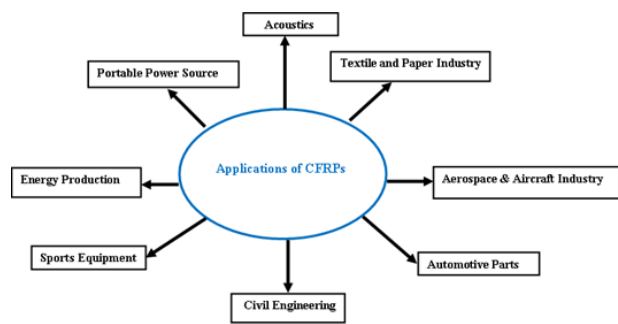 Acoustics
Portable Power Source
Textile and Paper Industry
Applications of CFRPs
Energy Production
Aerospace & Aircraft Industry
Sports Equipment
Automotive Parts
Civil Engineering